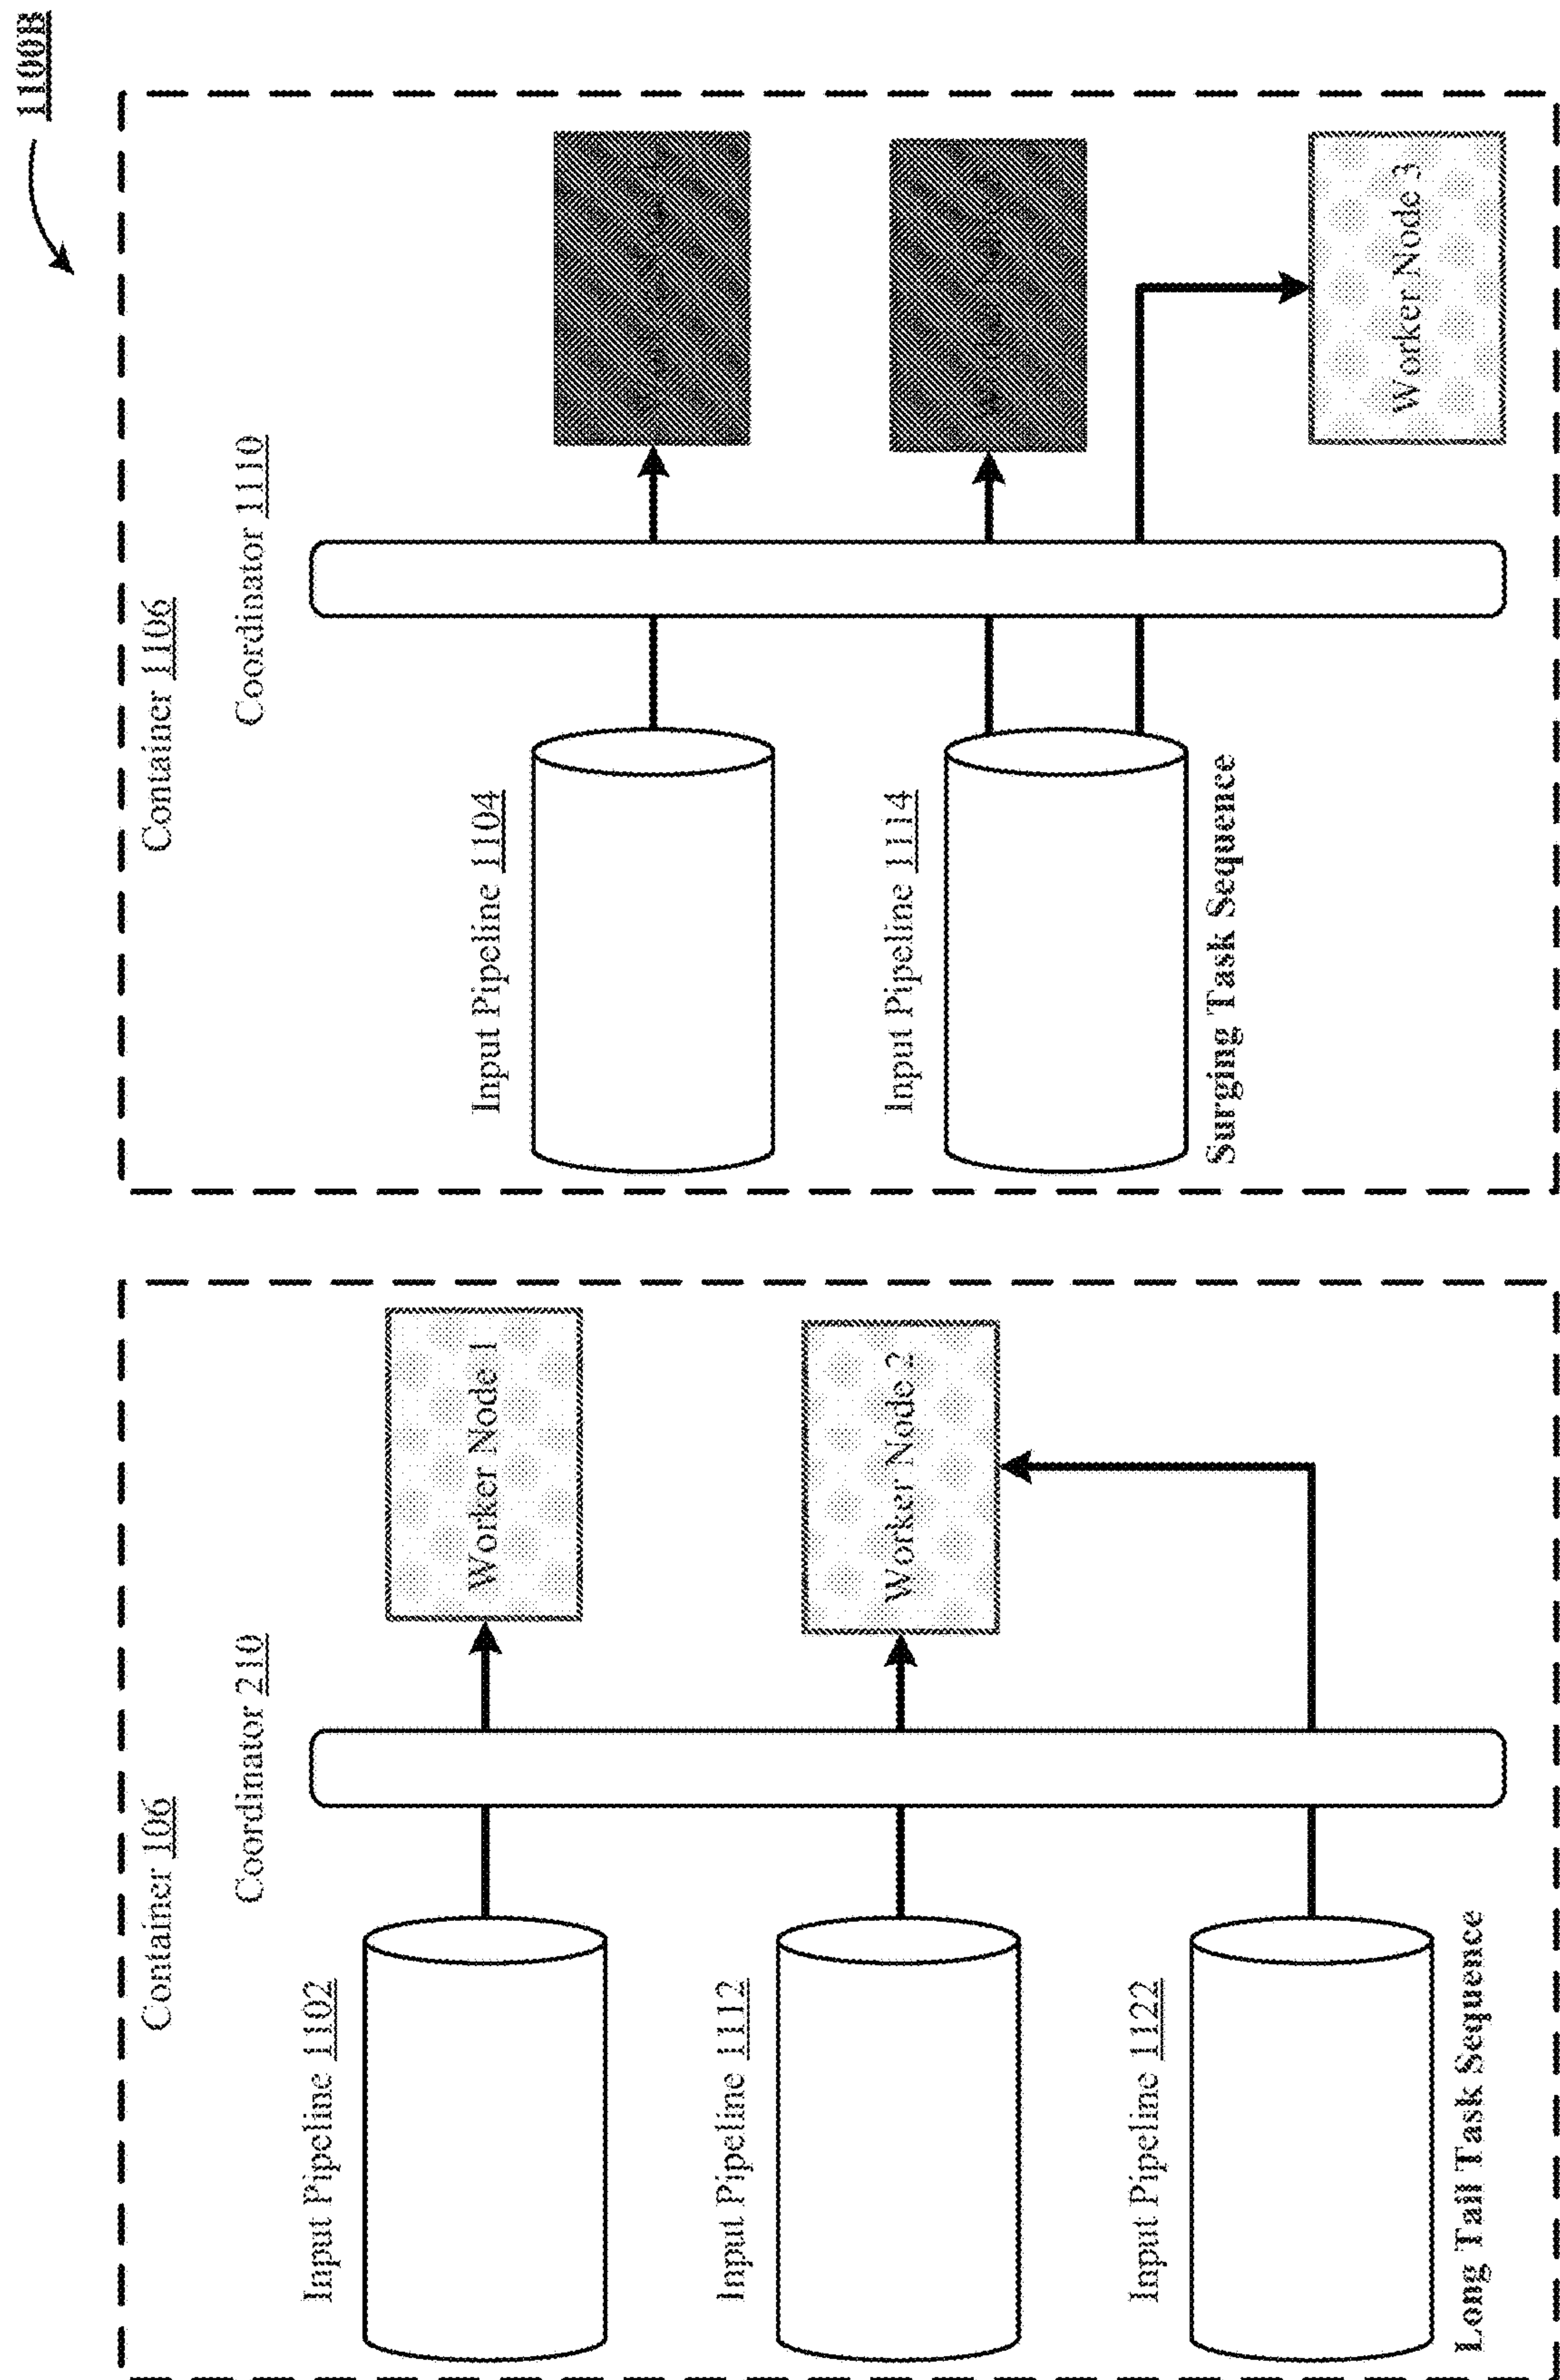 1100B
Container 106
Coordinator 210
Input Pipeline 1102
Worker Node 1
Input Pipeline 1112
Worker Node 2
Input Pipeline 1122
Long Tail Task Sequence
Container 1106
Coordinator 1110
Input Pipeline 1104
Input Pipeline 1114
Surging Task Sequence
Worker Node 3